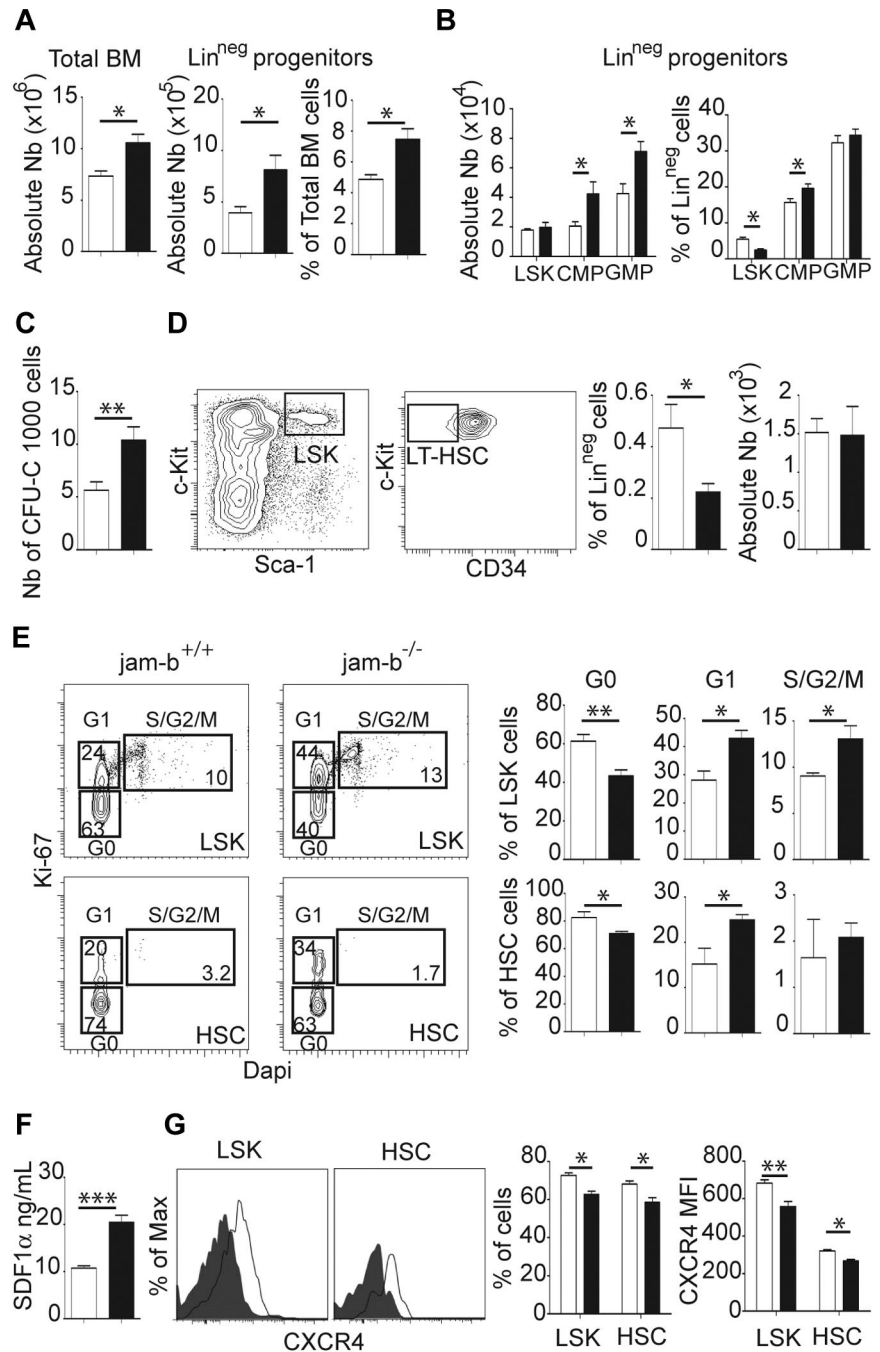 A
Total BM
Lin^neg progenitors
Absolute Nb (x10^6)
15
10
5
0
*
Absolute Nb (x10^5)
20
15
10
5
0
*
% of Total BM cells
10
8
6
4
2
0
*
B
Lin^neg progenitors
Absolute Nb (x10^4)
10
8
6
4
2
0
*
*
LSK CMP GMP
% of Lin^neg cells
40
30
20
10
0
*
*
LSK CMP GMP
C
Nb of CFU-C 1000 cells
15
10
5
0
**
D
c-Kit
LSK
Sca-1
c-Kit
LT-HSC
CD34
% of Lin^neg cells
0.6
0.4
0.2
0
*
Absolute Nb (x10^3)
2
1.5
1
0.5
0
E
jam-b^+/+
jam-b^-/-
G1 S/G2/M
24
10
63
G0
LSK
G1 S/G2/M
44
13
40
G0
LSK
Ki-67
G1 S/G2/M
20
3.2
74
G0
HSC
G1 S/G2/M
34
1.7
63
G0
HSC
Dapi
G0
G1
S/G2/M
% of LSK cells
80
60
40
20
0
**
50
40
30
20
10
0
*
15
10
5
0
*
% of HSC cells
100
80
60
40
20
0
*
30
20
10
0
*
3
2
1
0
F
SDF1α ng/mL
30
20
10
0
***
G
LSK
HSC
% of Max
CXCR4
% of cells
80
60
40
20
0
*
*
LSK HSC
CXCR4 MFI
800
600
400
200
0
**
*
LSK HSC